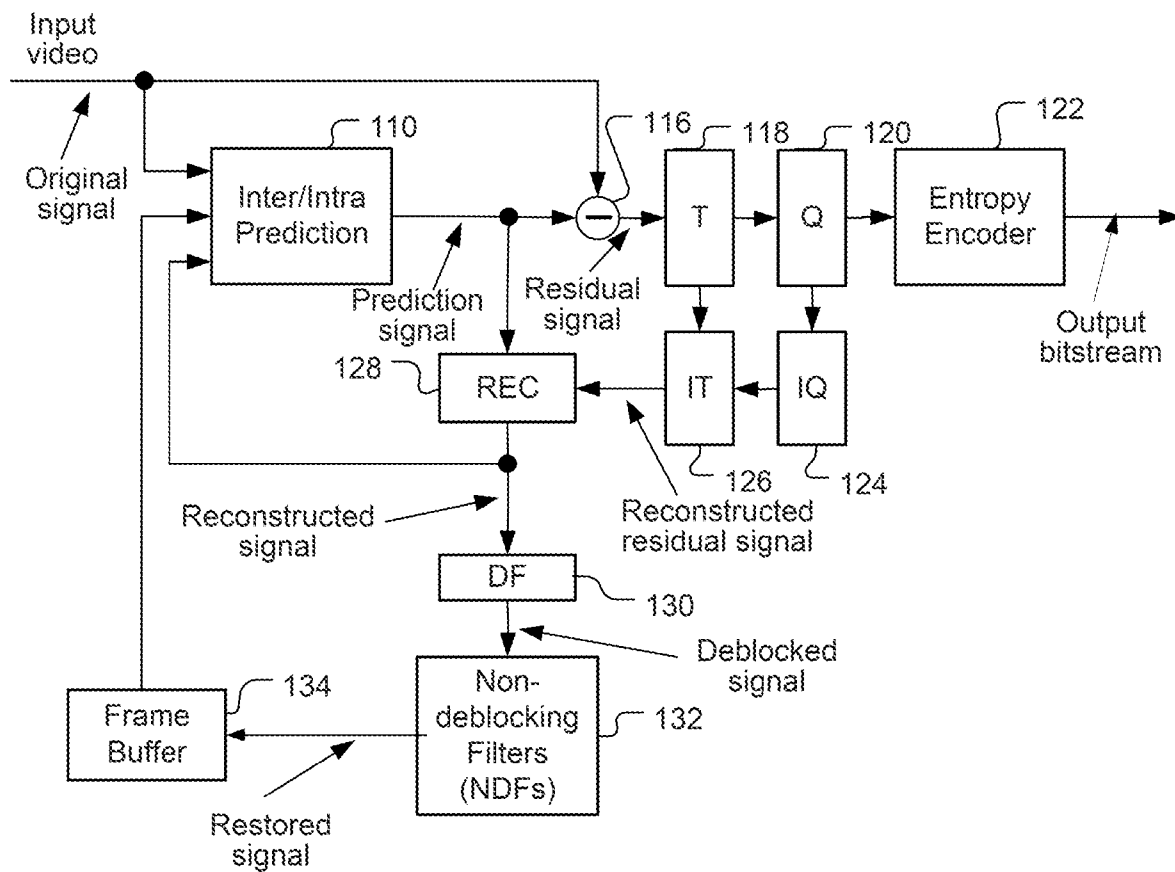 Input
video
Original
signal
110
Inter/Intra
Prediction
Prediction
signal
116
Residual
signal
118
T
120
Q
122
Entropy
Encoder
Output
bitstream
128
REC
IT
126
IQ
124
Reconstructed
residual signal
Reconstructed
signal
DF
130
Deblocked
signal
Non-
deblocking
Filters
(NDFs)
132
134
Frame
Buffer
Restored
signal